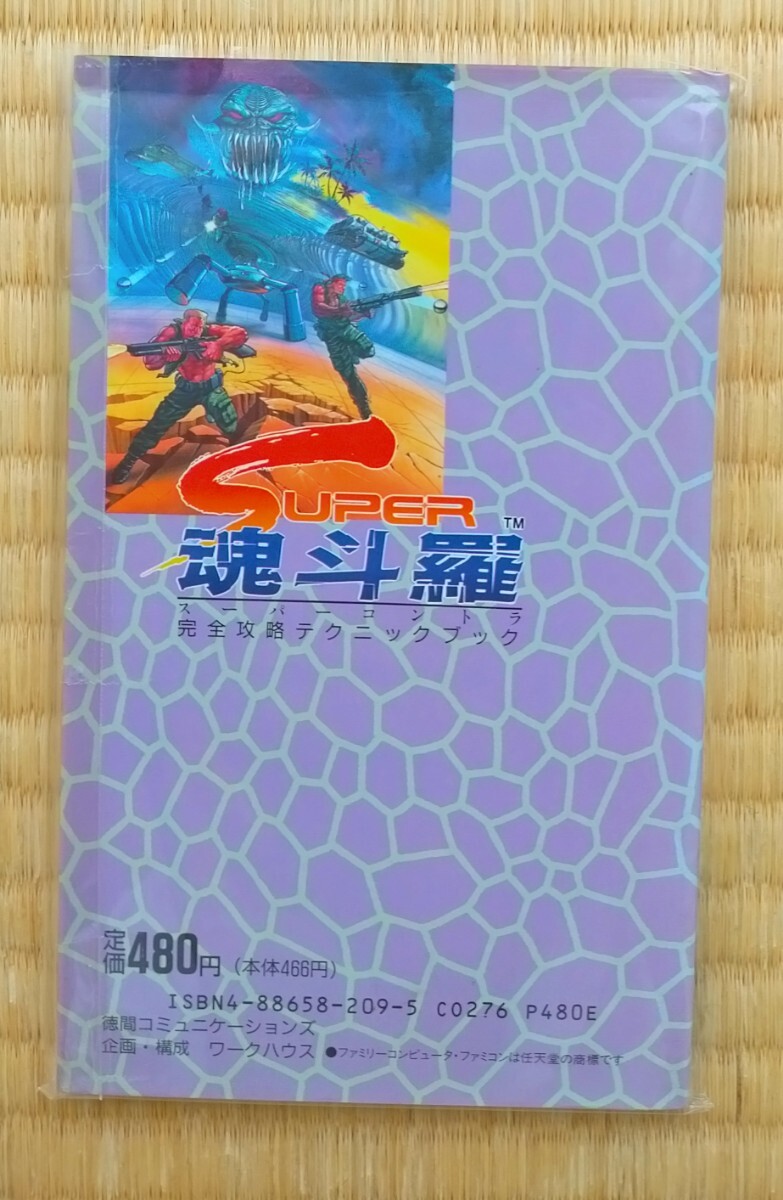 SUPER
魂斗羅™
スーパーコントラ
完全攻略テクニックブック
定価480円（本体466円）
ISBN4-88658-209-5 C0276 P480E
徳間コミュニケーションズ
企画・構成 ワークハウス ●ファミリーコンピュータ・ファミコンは任天堂の商標です